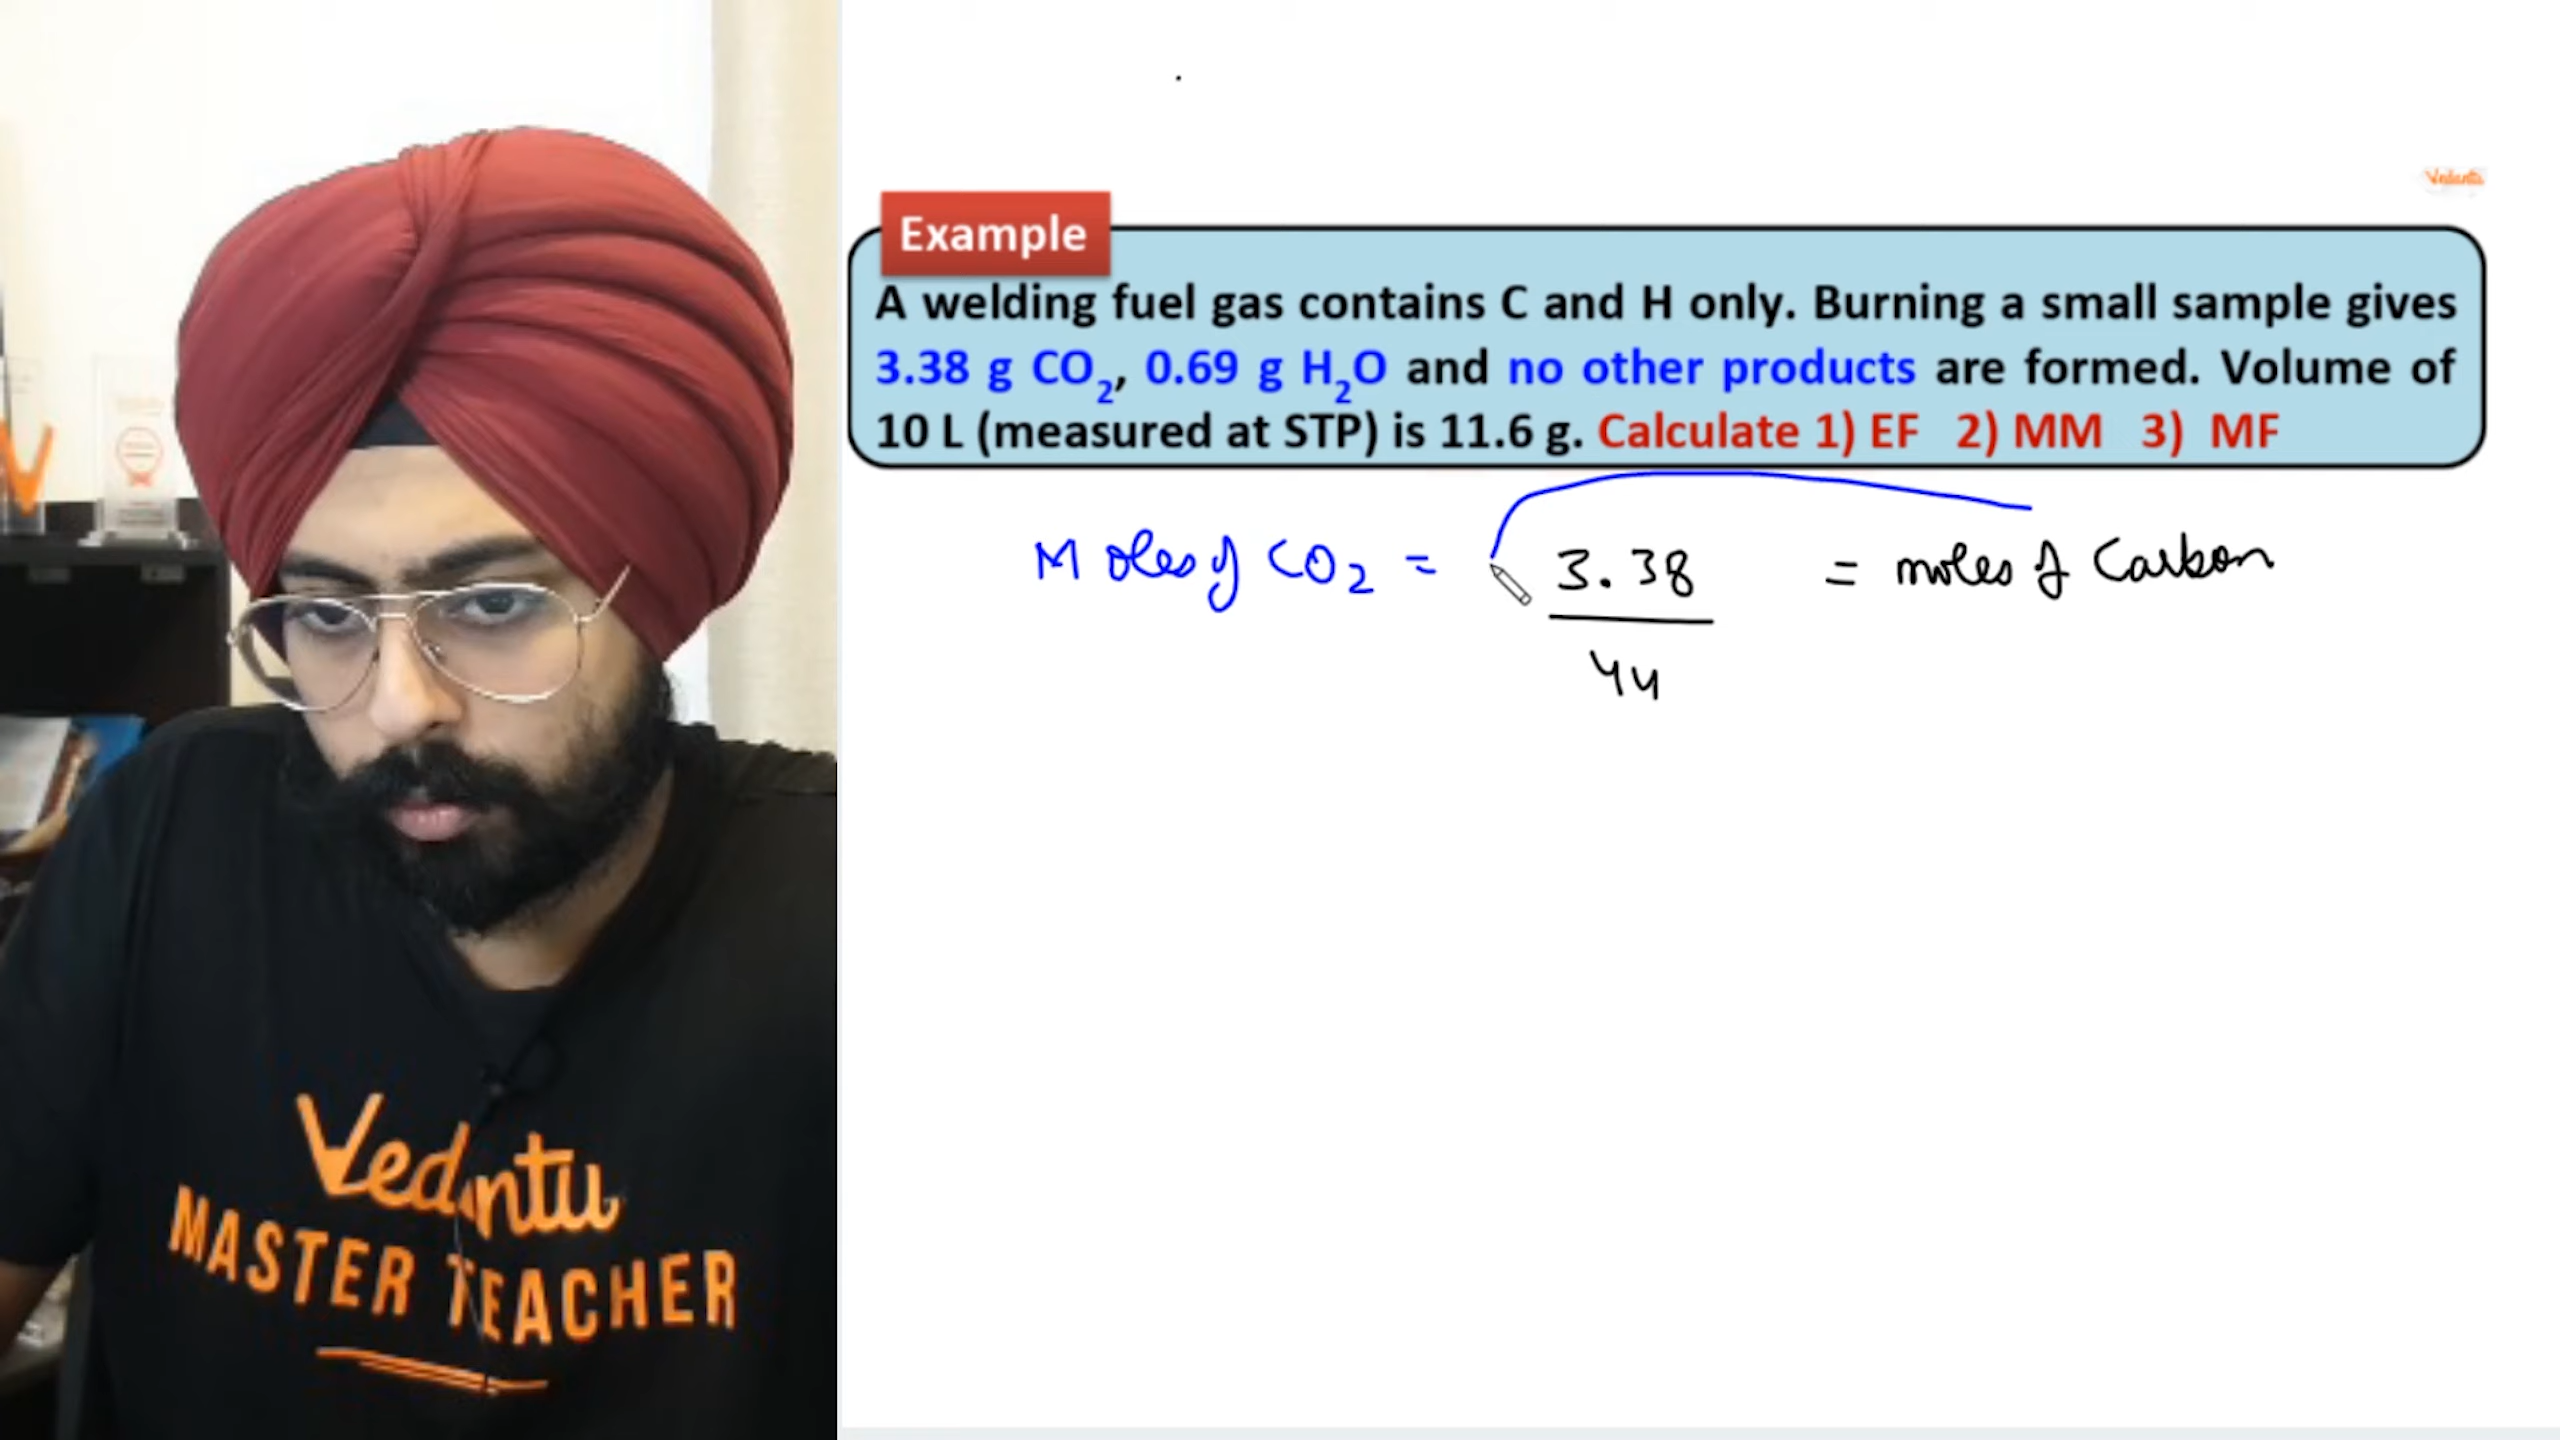 Vedantu
Example
A welding fuel gas contains C and H only. Burning a small sample gives
3.38 g CO2, 0.69 g H2O and no other products are formed. Volume of
10 L (measured at STP) is 11.6 g. Calculate 1) EF 2) MM 3) MF
Moles of CO2 = 3.38 = moles of Carbon
44
Vedantu
MASTER TEACHER